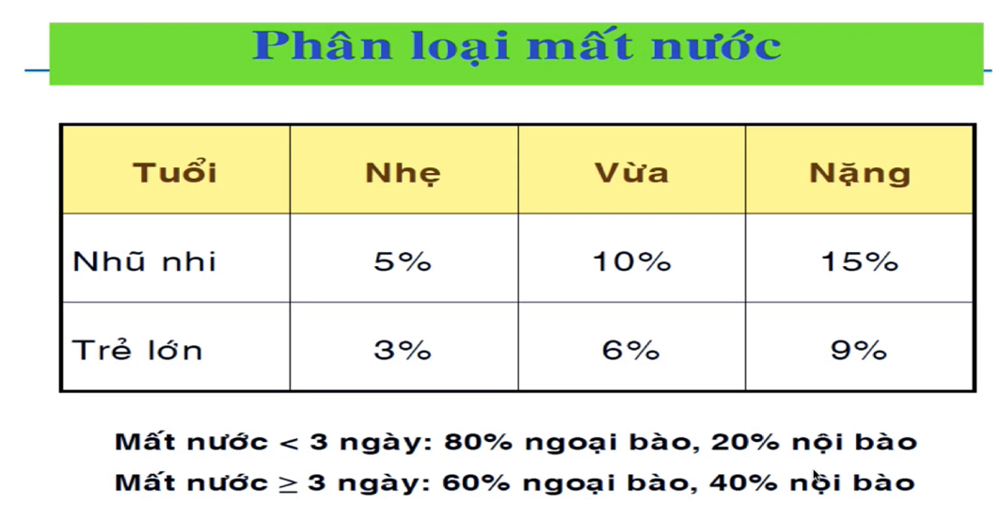 Phân loại mất nước
Tuổi Nhẹ Vừa Nặng
Nhũ nhi 5% 10% 15%
Trẻ lớn 3% 6% 9%
Mất nước < 3 ngày: 80% ngoại bào, 20% nội bào
Mất nước ≥ 3 ngày: 60% ngoại bào, 40% nội bào